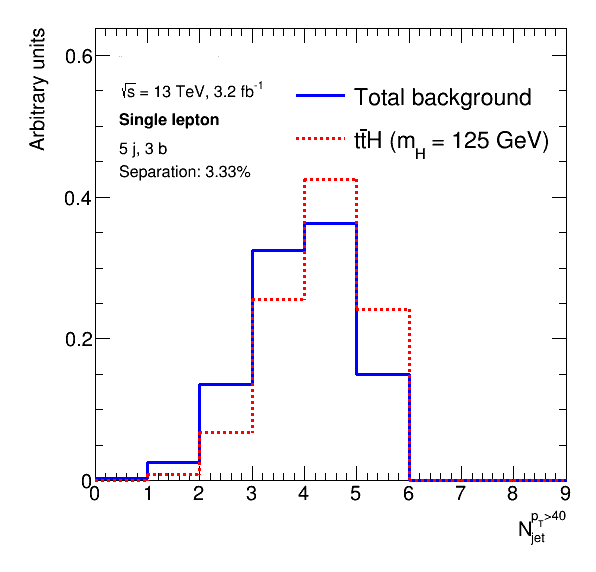 Arbitrary units
0.6
0.4
0.2
0
√s = 13 TeV, 3.2 fb⁻¹
Single lepton
5 j, 3 b
Separation: 3.33%
Total background
tt̄H (m_H = 125 GeV)
0 1 2 3 4 5 6 7 8 9
N_jet^{p_T>40}